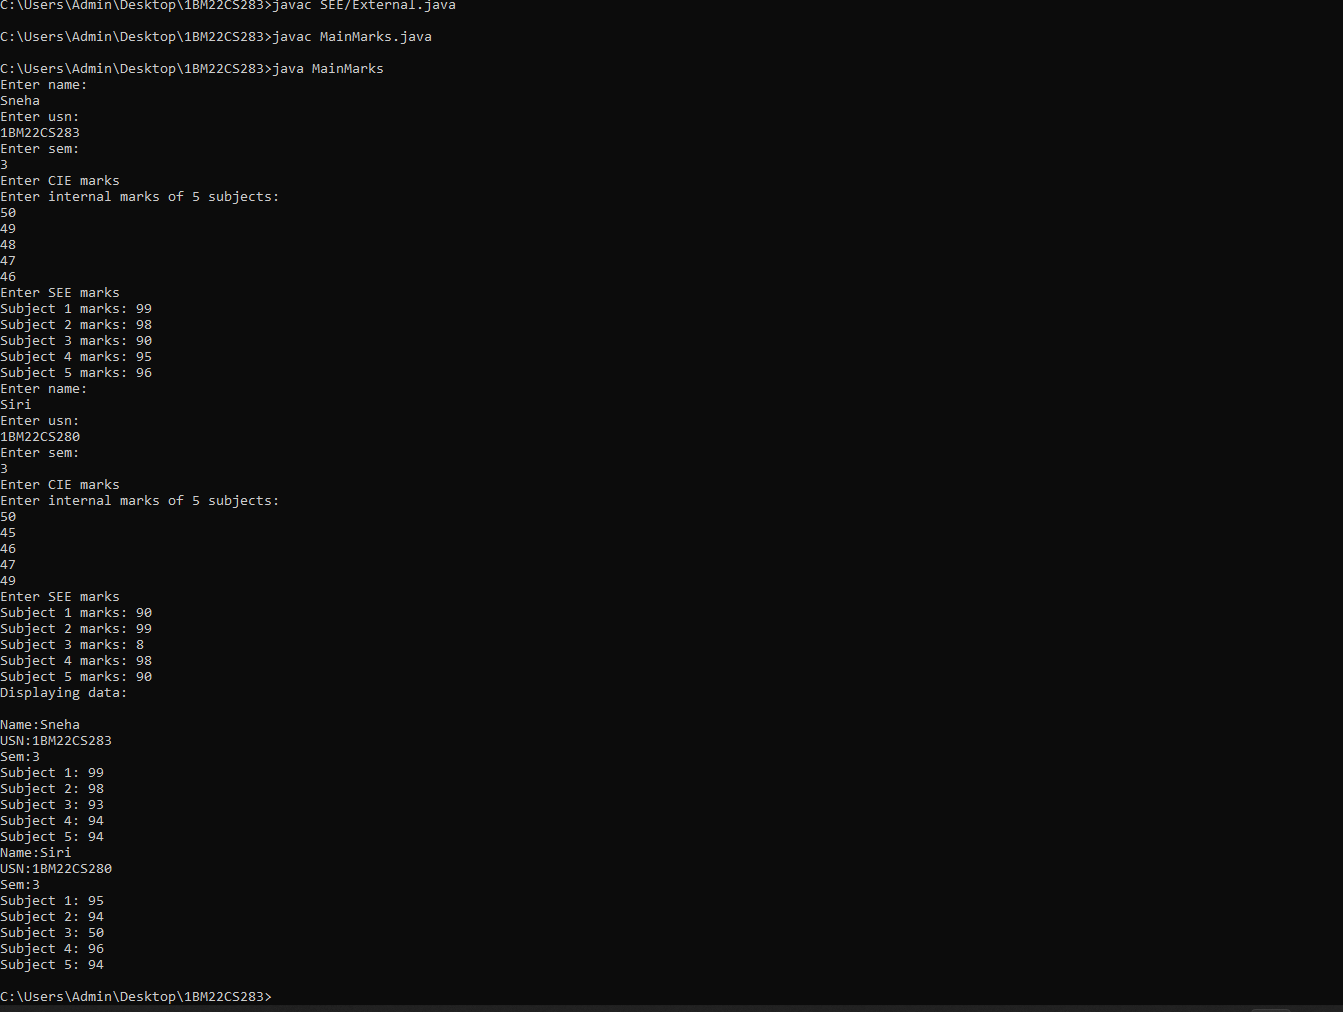 C:\Users\Admin\Desktop\1BM22CS283>javac SEE/External.java
C:\Users\Admin\Desktop\1BM22CS283>javac MainMarks.java
C:\Users\Admin\Desktop\1BM22CS283>java MainMarks
Enter name:
Sneha
Enter usn:
1BM22CS283
Enter sem:
3
Enter CIE marks
Enter internal marks of 5 subjects:
50
49
48
47
46
Enter SEE marks
Subject 1 marks: 99
Subject 2 marks: 98
Subject 3 marks: 90
Subject 4 marks: 95
Subject 5 marks: 96
Enter name:
Siri
Enter usn:
1BM22CS280
Enter sem:
3
Enter CIE marks
Enter internal marks of 5 subjects:
50
45
46
47
49
Enter SEE marks
Subject 1 marks: 90
Subject 2 marks: 99
Subject 3 marks: 8
Subject 4 marks: 98
Subject 5 marks: 90
Displaying data:
Name:Sneha
USN:1BM22CS283
Sem:3
Subject 1: 99
Subject 2: 98
Subject 3: 93
Subject 4: 94
Subject 5: 94
Name:Siri
USN:1BM22CS280
Sem:3
Subject 1: 95
Subject 2: 94
Subject 3: 50
Subject 4: 96
Subject 5: 94
C:\Users\Admin\Desktop\1BM22CS283>